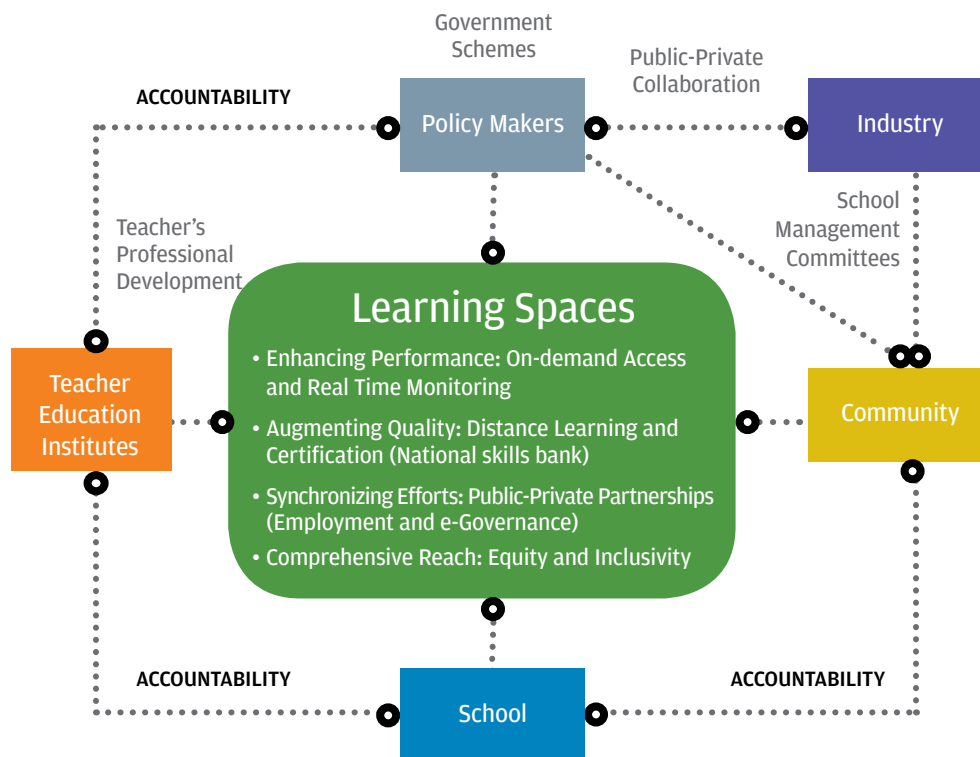 Government
Schemes
Public-Private
Collaboration
ACCOUNTABILITY
Policy Makers
Industry
Teacher’s
Professional
Development
School
Management
Committees
Learning Spaces
• Enhancing Performance: On-demand Access
and Real Time Monitoring
• Augmenting Quality: Distance Learning and
Certification (National skills bank)
• Synchronizing Efforts: Public-Private Partnerships
(Employment and e-Governance)
• Comprehensive Reach: Equity and Inclusivity
Teacher
Education
Institutes
Community
ACCOUNTABILITY
ACCOUNTABILITY
School